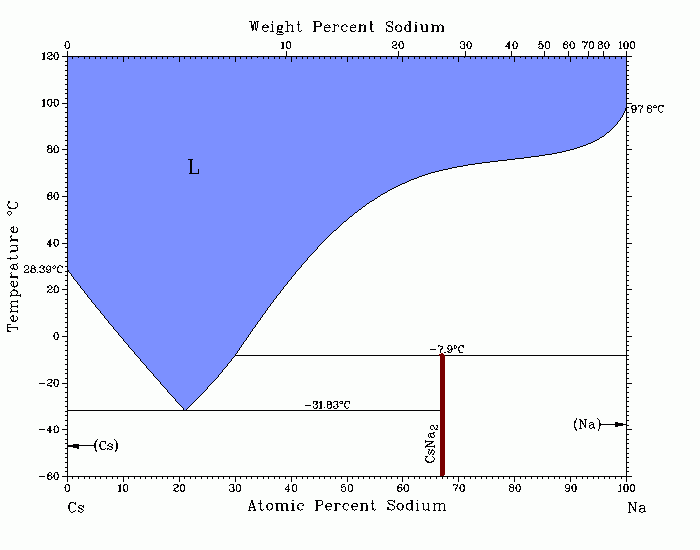 Weight Percent Sodium
0 10 20 30 40 50 60 70 80 100
120
100
80
60
40
20
0
-20
-40
-60
Temperature °C
L
97.8°C
28.39°C
-7.9°C
-31.83°C
(Cs)
(Na)
CsNa2
0 10 20 30 40 50 60 70 80 90 100
Cs Atomic Percent Sodium Na